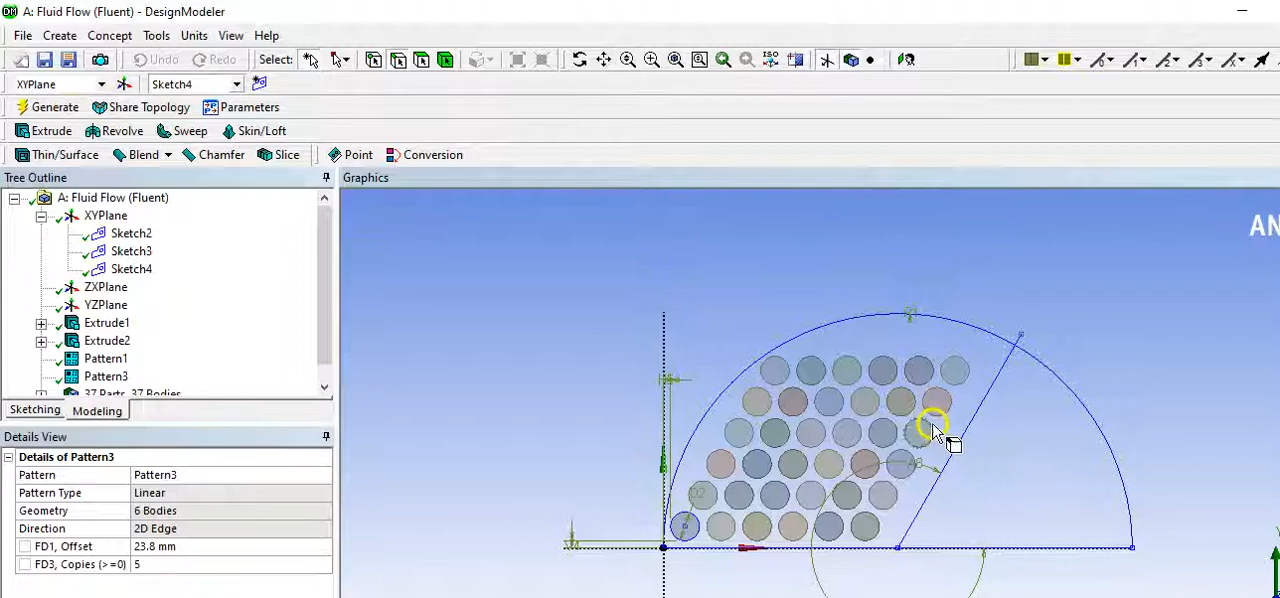 A: Fluid Flow (Fluent) - DesignModeler
File Create Concept Tools Units View Help
Undo Redo Select: ISO
XYPlane Sketch4
Generate Share Topology Parameters
Extrude Revolve Sweep Skin/Loft
Thin/Surface Blend Chamfer Slice Point Conversion
Tree Outline
Graphics
A: Fluid Flow (Fluent)
XYPlane
Sketch2
Sketch3
Sketch4
ZXPlane
YZPlane
Extrude1
Extrude2
Pattern1
Pattern3
37 Parts, 37 Bodies
Sketching Modeling
Details View
Details of Pattern3
Pattern Pattern3
Pattern Type Linear
Geometry 6 Bodies
Direction 2D Edge
FD1, Offset 23.8 mm
FD3, Copies (>=0) 5
AN
D2